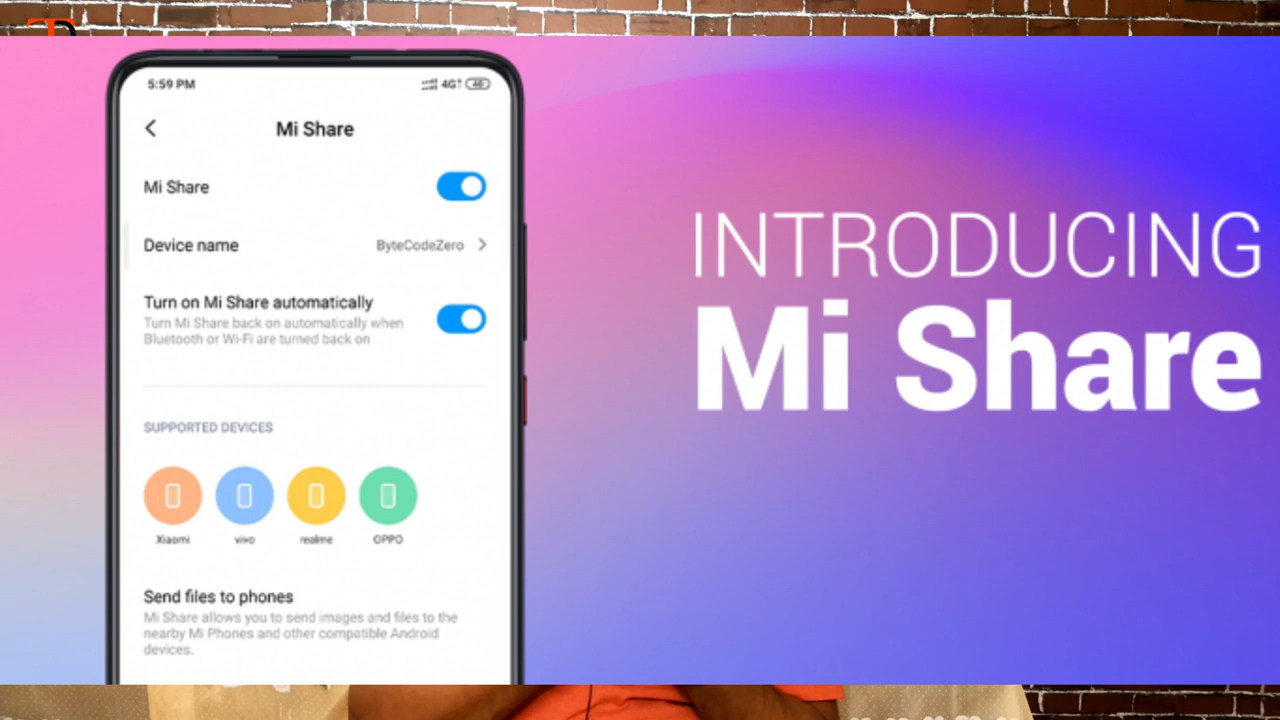 5:59 PM
4G
Mi Share
Mi Share
Device name
ByteCodeZero
Turn on Mi Share automatically
Turn Mi Share back on automatically when
Bluetooth or Wi-Fi are turned back on
SUPPORTED DEVICES
Xiaomi
vivo
realme
OPPO
Send files to phones
Mi Share allows you to send images and files to the
nearby Mi Phones and other compatible Android
devices.
INTRODUCING
Mi Share